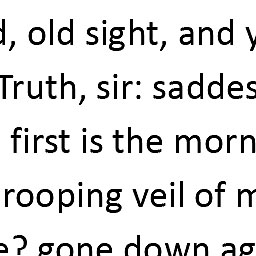 , old sight, and
Truth, sir: saddes
first is the morn
rooping veil of m
e? gone down ag